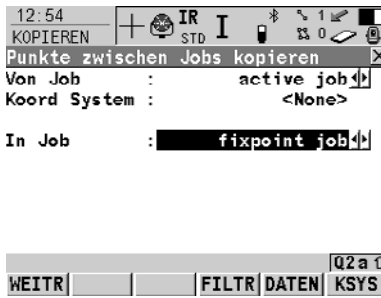 12:54
KOPIEREN
IR
STD
I
1
0
Punkte zwischen Jobs kopieren X
Von Job : active job
Koord System : <None>
In Job : fixpoint job
Q2a
WEITR FILTR DATEN KSYS